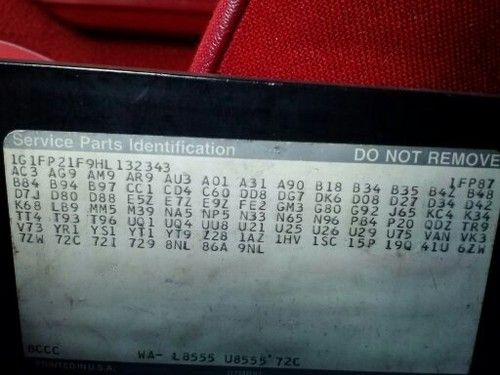 Service Parts Identification DO NOT REMOVE
1G1FP21F9HL132343 1FP87
AC3 AG9 AM9 AR9 AU3 A01 A31 A90 B18 B34 B35 B42 B48
B84 B94 B97 CC1 CD4 C60 DD8 DG7 DK6 D08 D27 D34 D42
D7J D80 D88 E5Z E7Z E9Z FE2 GM3 G80 G92 J65 KC4 K34
K68 LB9 MM5 M39 NA5 NP5 N33 N65 N96 P84 P20 QDZ TR9
TT4 T93 T96 UQ1 UQ4 UU8 U21 U25 U26 U29 U75 VAN VK3
V73 YR1 YS1 YT1 YT9 Z28 1AZ 1HV 1SC 15P 19Q 41U 6ZW
7ZW 72C 72I 729 8NL 86A 9NL
BCCC WA- L8555 U8555 72C
PRINTED IN U.S.A.